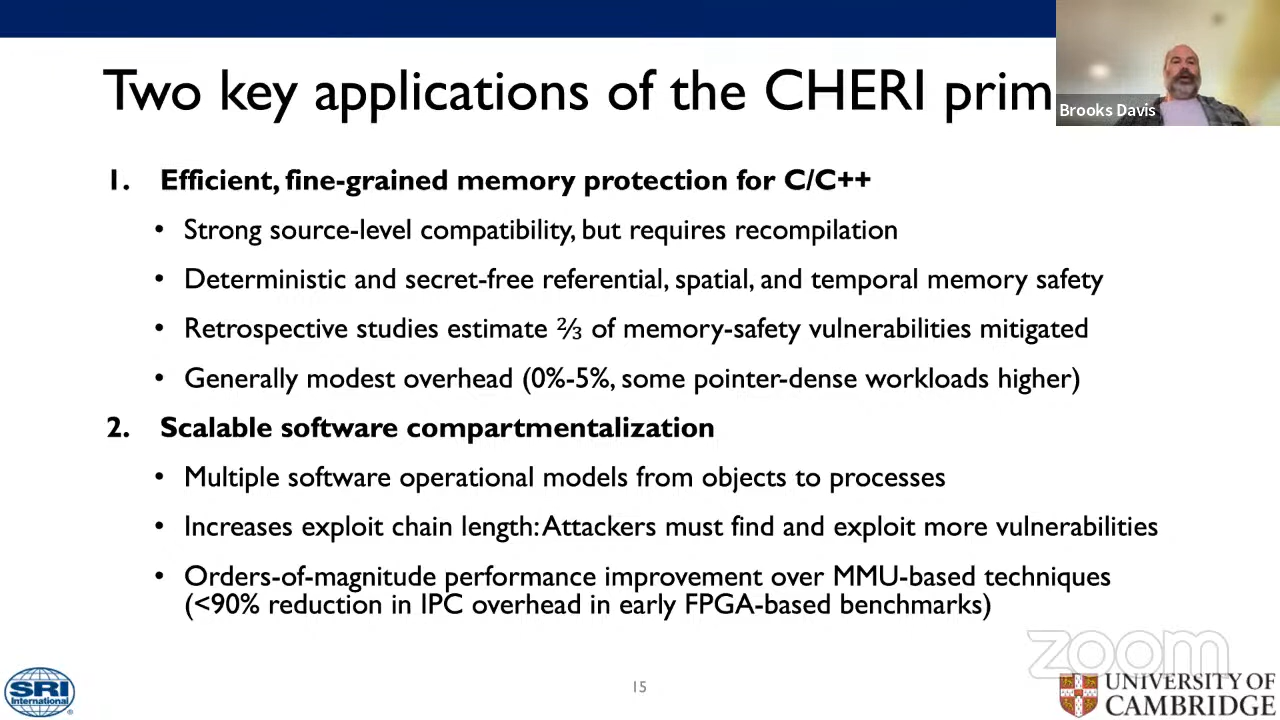 Two key applications of the CHERI prim
Brooks Davis
1. Efficient, fine-grained memory protection for C/C++
• Strong source-level compatibility, but requires recompilation
• Deterministic and secret-free referential, spatial, and temporal memory safety
• Retrospective studies estimate ⅔ of memory-safety vulnerabilities mitigated
• Generally modest overhead (0%-5%, some pointer-dense workloads higher)
2. Scalable software compartmentalization
• Multiple software operational models from objects to processes
• Increases exploit chain length: Attackers must find and exploit more vulnerabilities
• Orders-of-magnitude performance improvement over MMU-based techniques
(<90% reduction in IPC overhead in early FPGA-based benchmarks)
zoom
SRI
International
15
UNIVERSITY OF
CAMBRIDGE